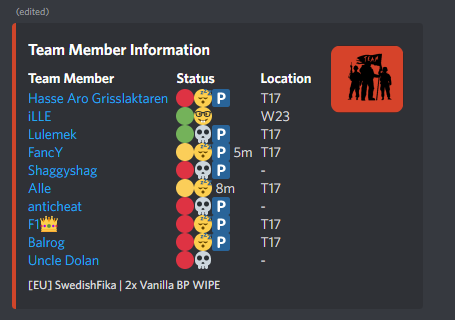 (edited)
Team Member Information
TEAM
Team Member Status Location
Hasse Aro Grisslaktaren P T17
iLLE W23
Lulemek P T17
FancY P 5m T17
Shaggyshag P -
Alle 8m T17
anticheat P -
F1 P T17
Balrog P T17
Uncle Dolan -
[EU] SwedishFika | 2x Vanilla BP WIPE